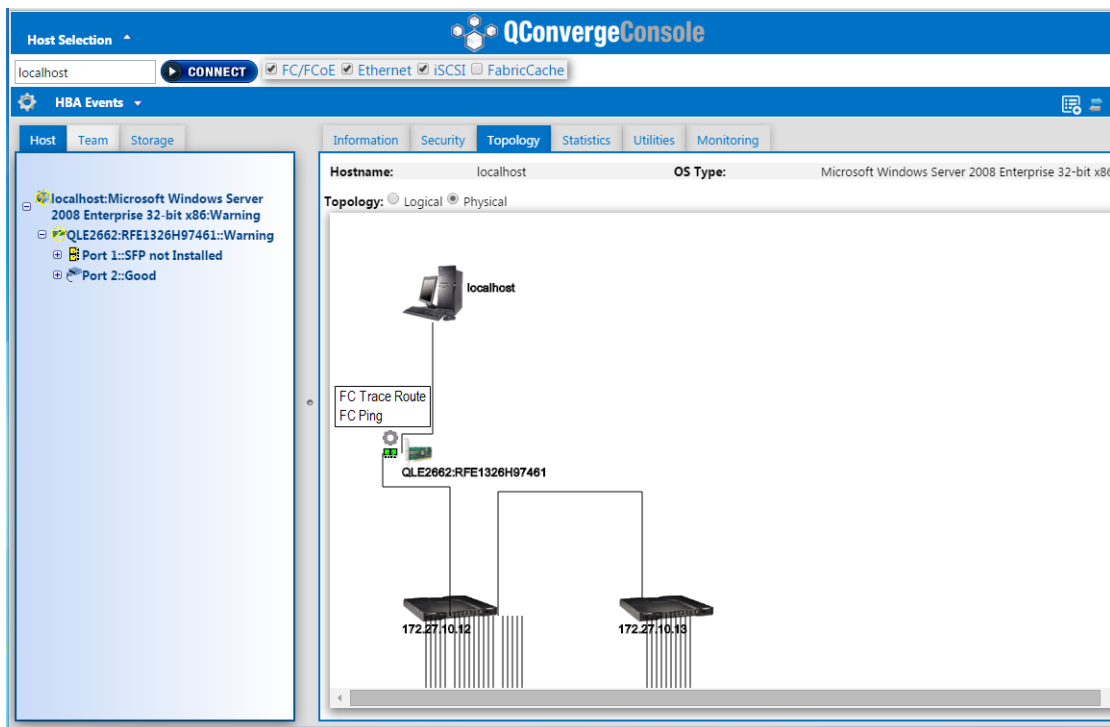 Host Selection
QConvergeConsole
localhost
CONNECT
FC/FCoE Ethernet iSCSI FabricCache
HBA Events
Host Team Storage
Information Security Topology Statistics Utilities Monitoring
Hostname: localhost OS Type: Microsoft Windows Server 2008 Enterprise 32-bit x86
Topology: Logical Physical
localhost:Microsoft Windows Server
2008 Enterprise 32-bit x86:Warning
QLE2662:RFE1326H97461::Warning
Port 1::SFP not Installed
Port 2::Good
localhost
FC Trace Route
FC Ping
QLE2662:RFE1326H97461
172.27.10.12
172.27.10.13